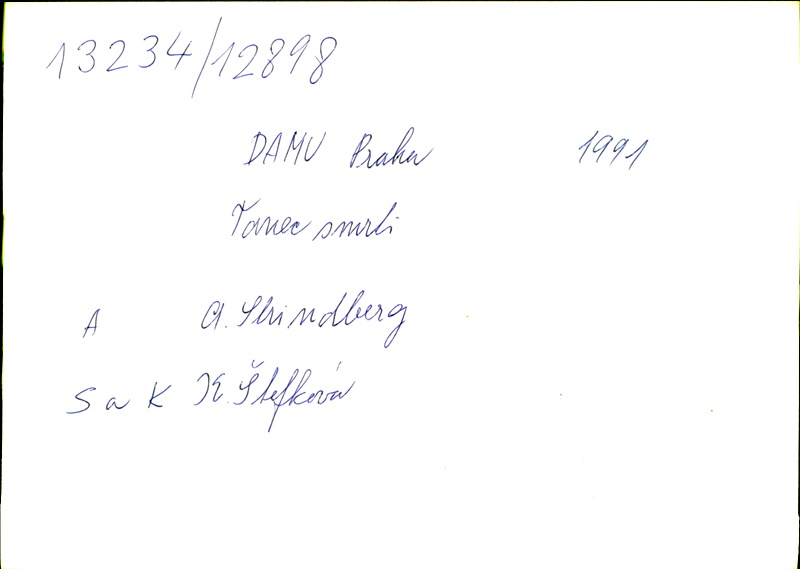 13234/12898
DAMU Praha 1991
Tanec smrti
A A. Strindberg
S a K K. Štefková